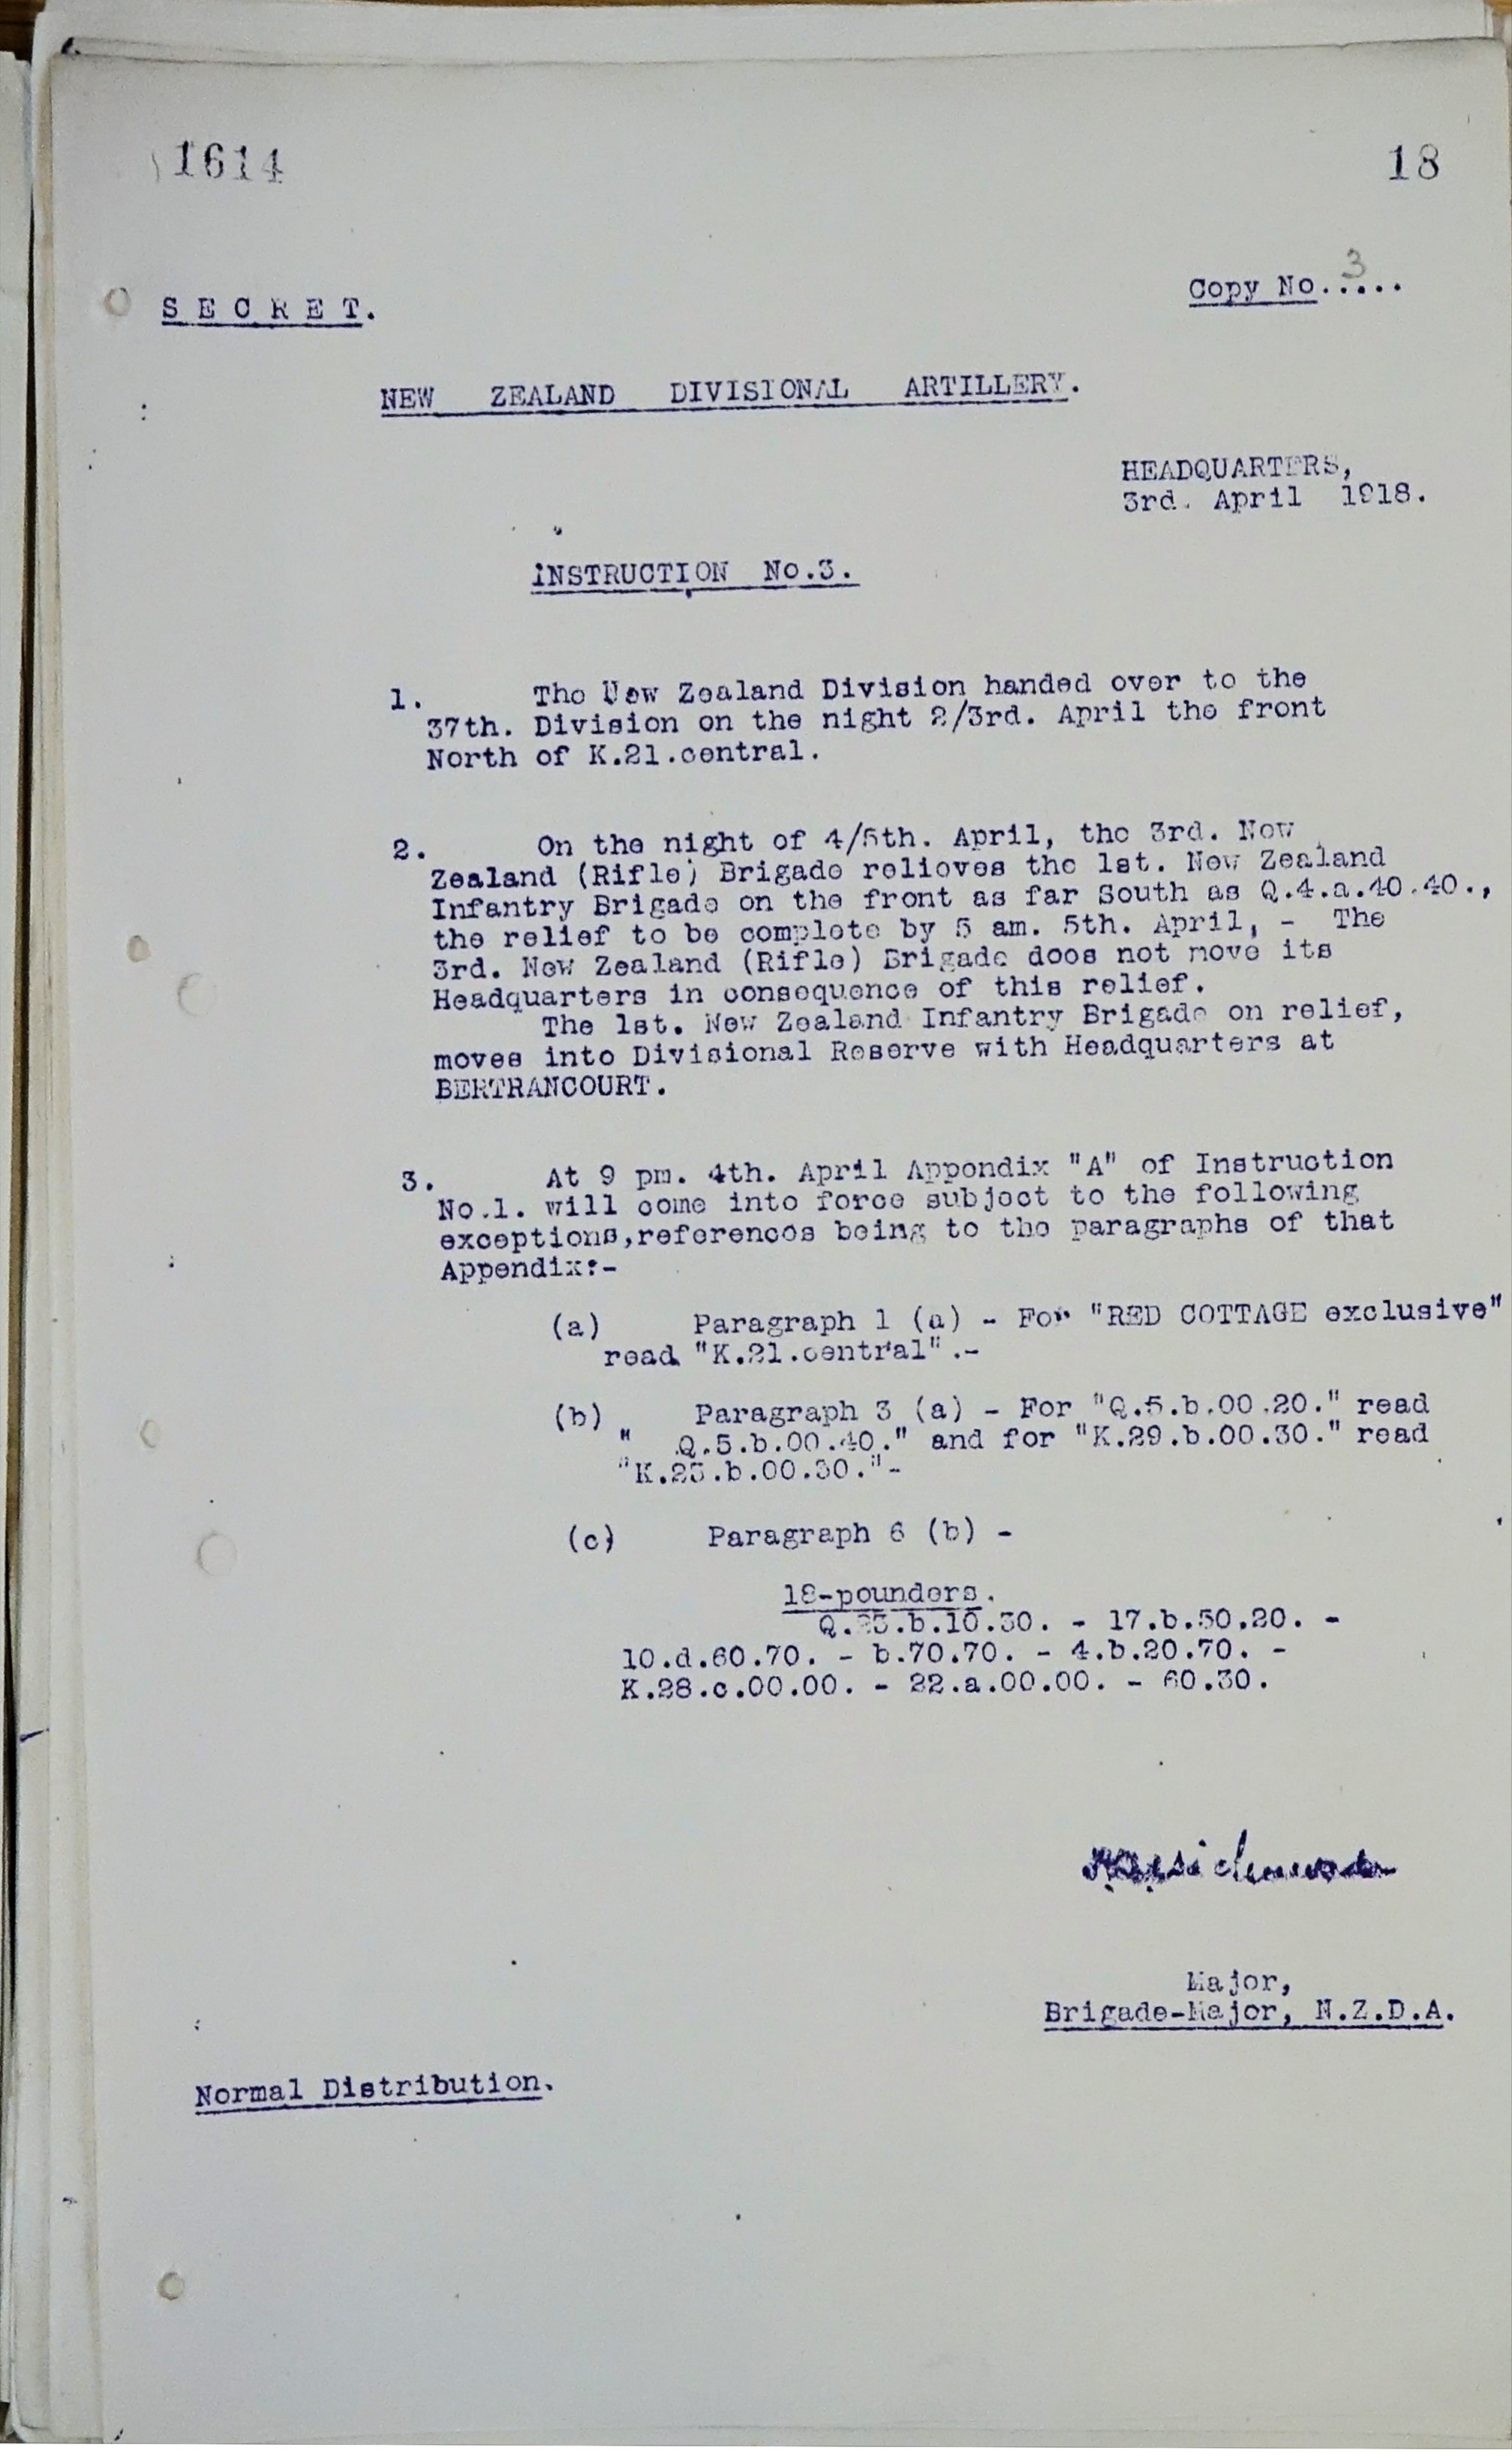 1614
18
Copy No.....
3
S E C R E T.
NEW ZEALAND DIVISIONAL ARTILLERY.
HEADQUARTERS,
3rd. April 1918.
INSTRUCTION No.3.
1. The New Zealand Division handed over to the
37th. Division on the night 2/3rd. April the front
North of K.21.central.
2. On the night of 4/5th. April, the 3rd. New
Zealand (Rifle) Brigade relieves the 1st. New Zealand
Infantry Brigade on the front as far South as Q.4.a.40.40.,
the relief to be complete by 5 am. 5th. April, - The
3rd. New Zealand (Rifle) Brigade does not move its
Headquarters in consequence of this relief.
The 1st. New Zealand Infantry Brigade on relief,
moves into Divisional Reserve with Headquarters at
BERTRANCOURT.
3. At 9 pm. 4th. April Appendix "A" of Instruction
No.1. will come into force subject to the following
exceptions,references being to the paragraphs of that
Appendix:-
(a) Paragraph 1 (a) - For "RED COTTAGE exclusive"
read "K.21.central".-
(b) Paragraph 3 (a) - For "Q.5.b.00.20." read
" Q.5.b.00.40." and for "K.29.b.00.30." read
"K.23.b.00.30."-
(c) Paragraph 6 (b) -
18-pounders.
.b.10.30. - 17.b.50.20. -
10.d.60.70. - b.70.70. - 4.b.20.70. -
K.28.c.00.00. - 22.a.00.00. - 60.30.
Major,
Brigade-Major, N.Z.D.A.
Normal Distribution.